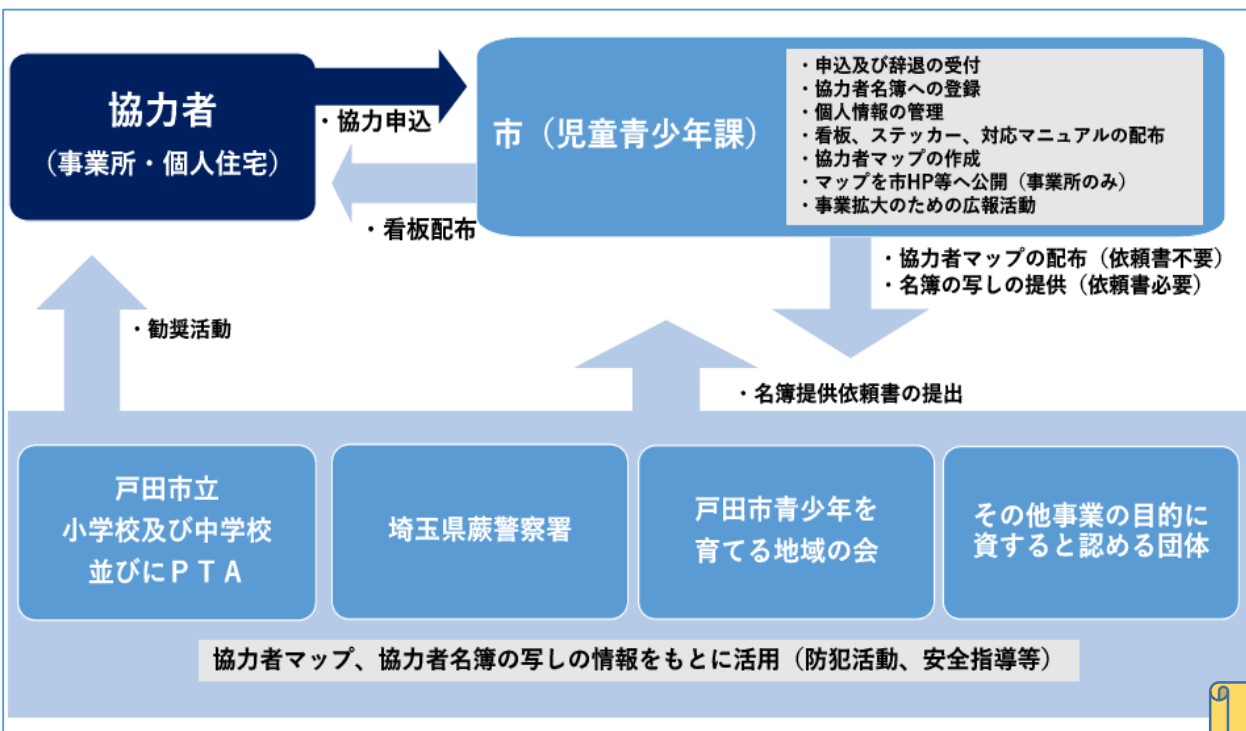 協力者
（事業所・個人住宅）
・協力申込
・看板配布
市（児童青少年課）
・申込及び辞退の受付
・協力者名簿への登録
・個人情報の管理
・看板、ステッカー、対応マニュアルの配布
・協力者マップの作成
・マップを市HP等へ公開（事業所のみ）
・事業拡大のための広報活動
・協力者マップの配布（依頼書不要）
・名簿の写しの提供（依頼書必要）
・勧奨活動
・名簿提供依頼書の提出
戸田市立
小学校及び中学校
並びにＰＴＡ
埼玉県蕨警察署
戸田市青少年を
育てる地域の会
その他事業の目的に
資すると認める団体
協力者マップ、協力者名簿の写しの情報をもとに活用（防犯活動、安全指導等）